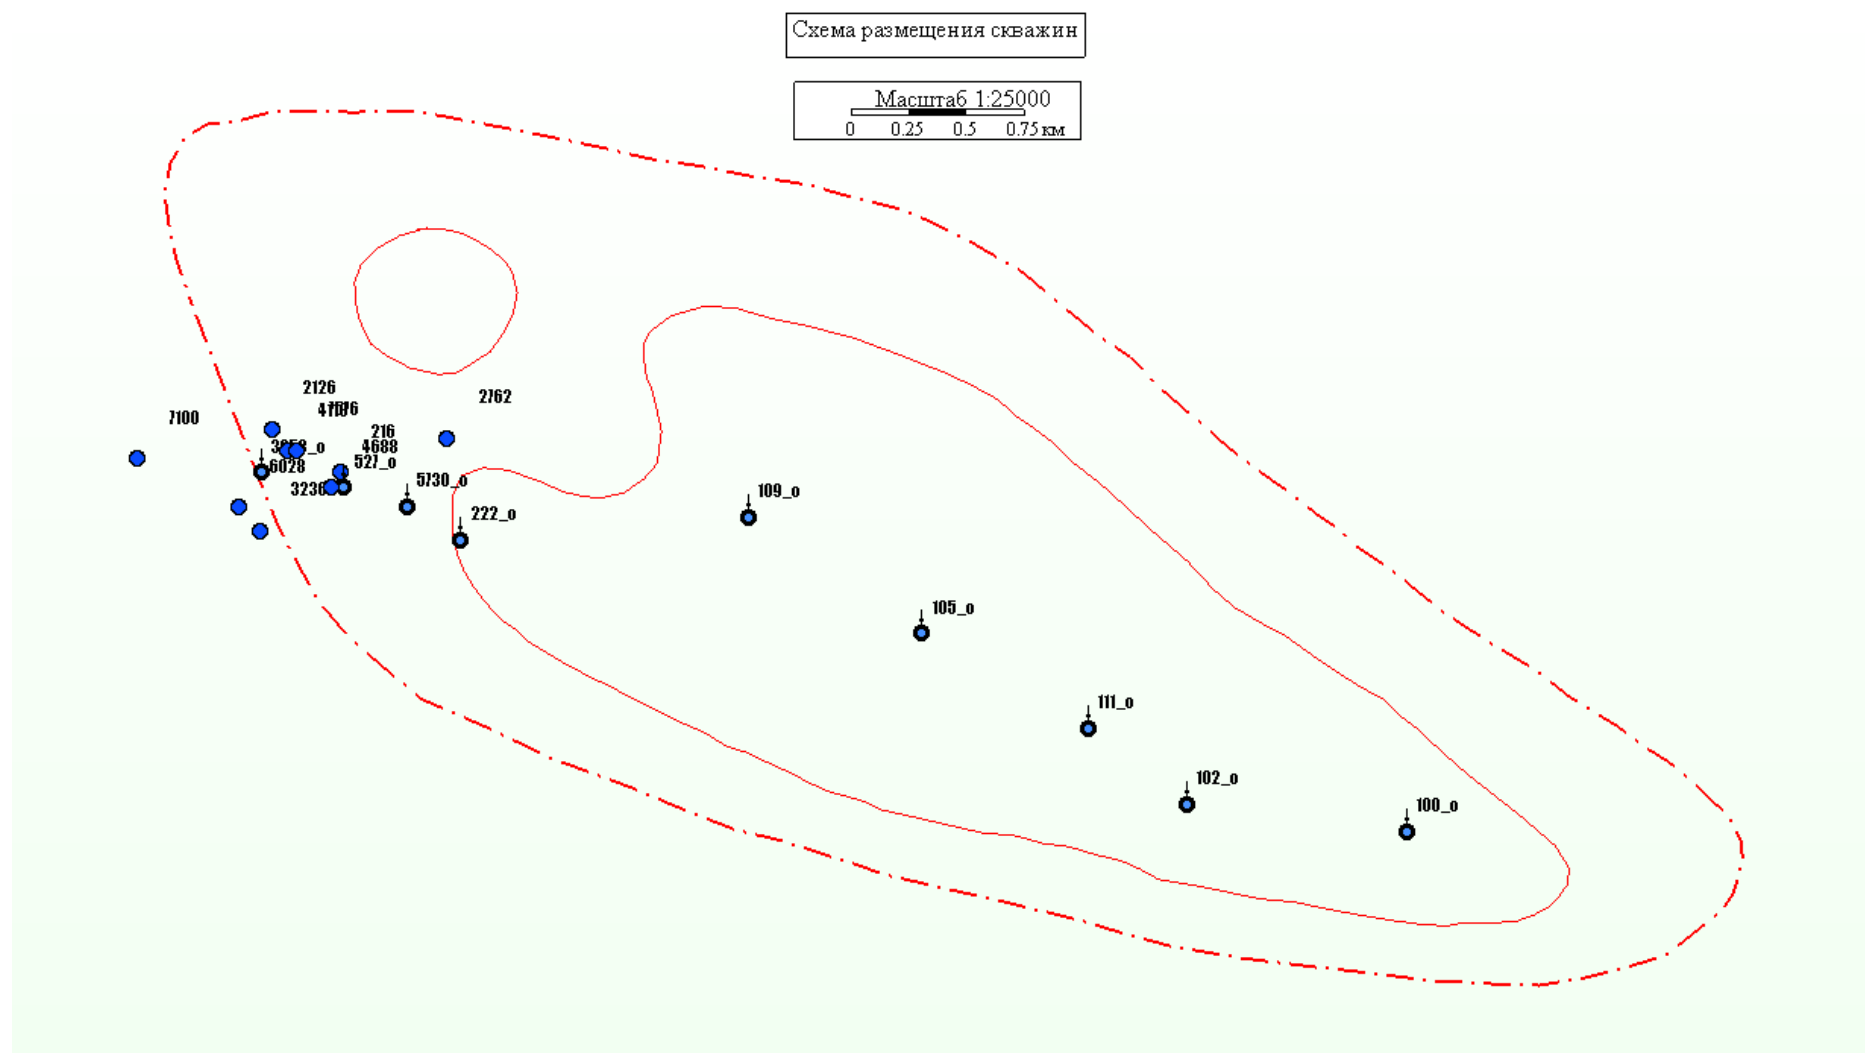 Схема размещения скважин
Масштаб 1:25000
0 0.25 0.5 0.75 км
2126
2762
7100
216
4688
527_o
6028
5730_o
3236
222_o
109_o
105_o
111_o
102_o
100_o